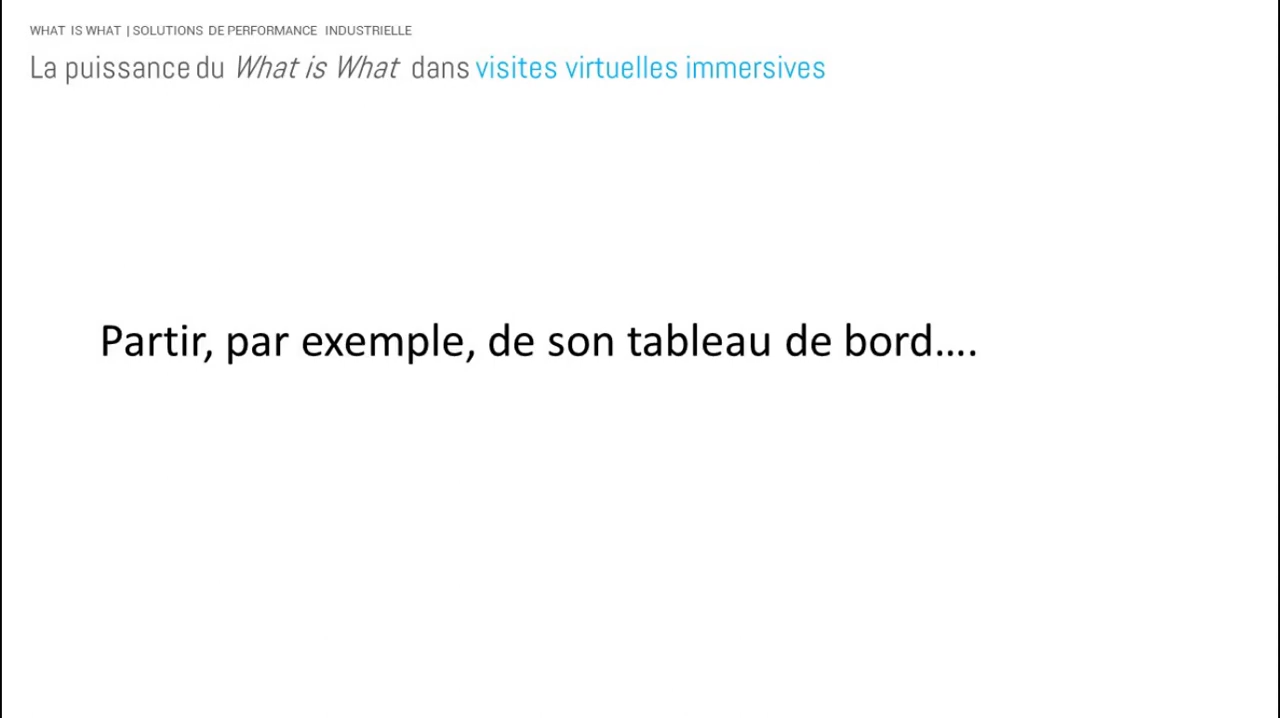 WHAT IS WHAT | SOLUTIONS DE PERFORMANCE INDUSTRIELLE
La puissance du What is What dans visites virtuelles immersives
Partir, par exemple, de son tableau de bord....